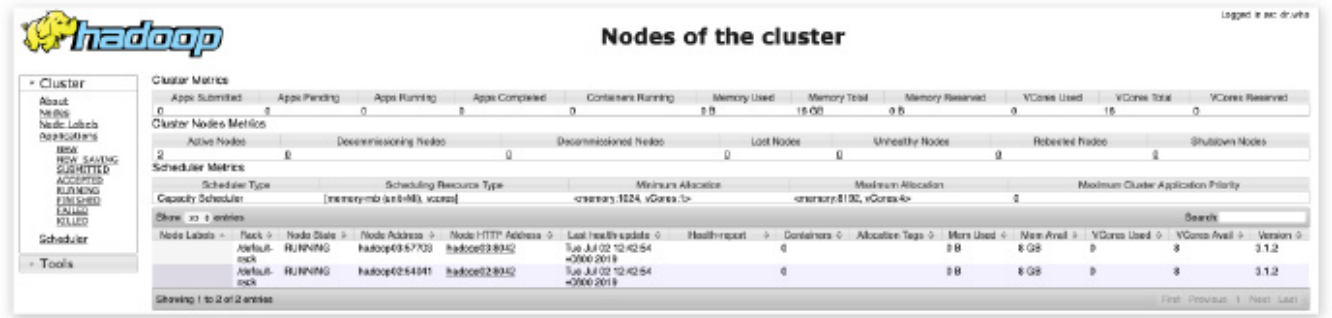 Logged in as: dr.who
hadoop
Nodes of the cluster
Cluster
About
Nodes
Node Labels
Applications
NEW
NEW_SAVING
SUBMITTED
ACCEPTED
RUNNING
FINISHED
FAILED
KILLED
Scheduler
Tools
Cluster Metrics
Apps Submitted Apps Pending Apps Running Apps Completed Containers Running Memory Used Memory Total Memory Reserved VCores Used VCores Total VCores Reserved
0 0 0 0 0 0 B 16 GB 0 B 0 16 0
Cluster Nodes Metrics
Active Nodes Decommissioning Nodes Decommissioned Nodes Lost Nodes Unhealthy Nodes Rebooted Nodes Shutdown Nodes
2 0 0 0 0 0 0
Scheduler Metrics
Scheduler Type Scheduling Resource Type Minimum Allocation Maximum Allocation Maximum Cluster Application Priority
Capacity Scheduler [memory-mb (unit=Mi), vcores] <memory:1024, vCores:1> <memory:8192, vCores:4> 0
Show entries Search:
Node Labels Rack Node State Node Address Node HTTP Address Last health-update Health-report Containers Allocation Tags Mem Used Mem Avail VCores Used VCores Avail Version
/default-rack RUNNING hadoop03:57703 hadoop03:8042 Tue Jul 02 12:42:54 +0800 2019 0 0 B 8 GB 0 8 3.1.2
/default-rack RUNNING hadoop02:54041 hadoop02:8042 Tue Jul 02 12:42:54 +0800 2019 0 0 B 8 GB 0 8 3.1.2
Showing 1 to 2 of 2 entries First Previous 1 Next Last